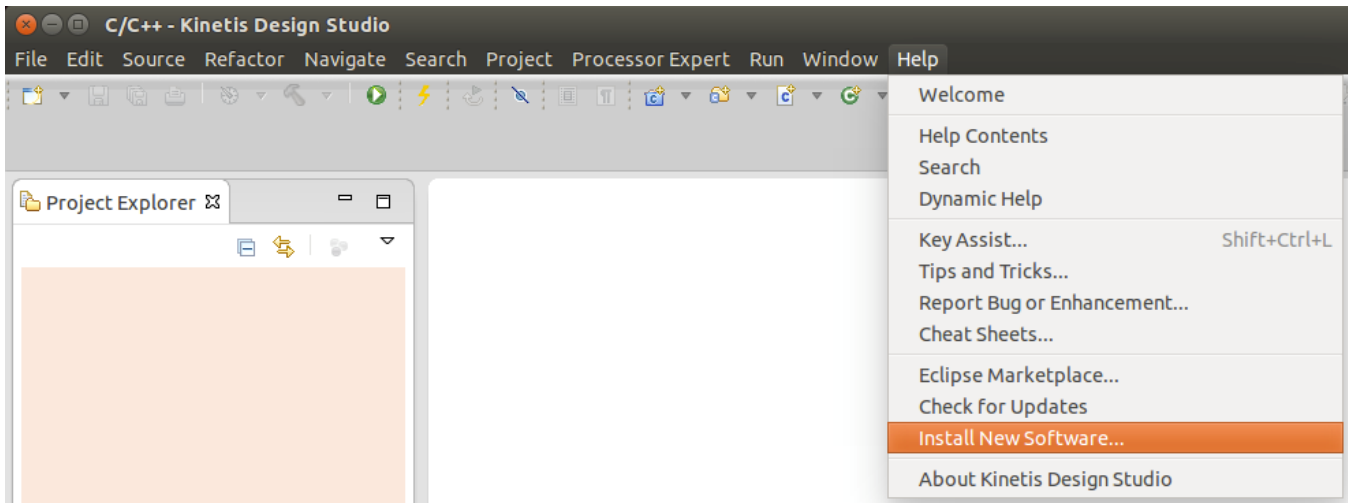 C/C++ - Kinetis Design Studio
File Edit Source Refactor Navigate Search Project Processor Expert Run Window Help
Welcome
Help Contents
Search
Dynamic Help
Project Explorer
Key Assist... Shift+Ctrl+L
Tips and Tricks...
Report Bug or Enhancement...
Cheat Sheets...
Eclipse Marketplace...
Check for Updates
Install New Software...
About Kinetis Design Studio